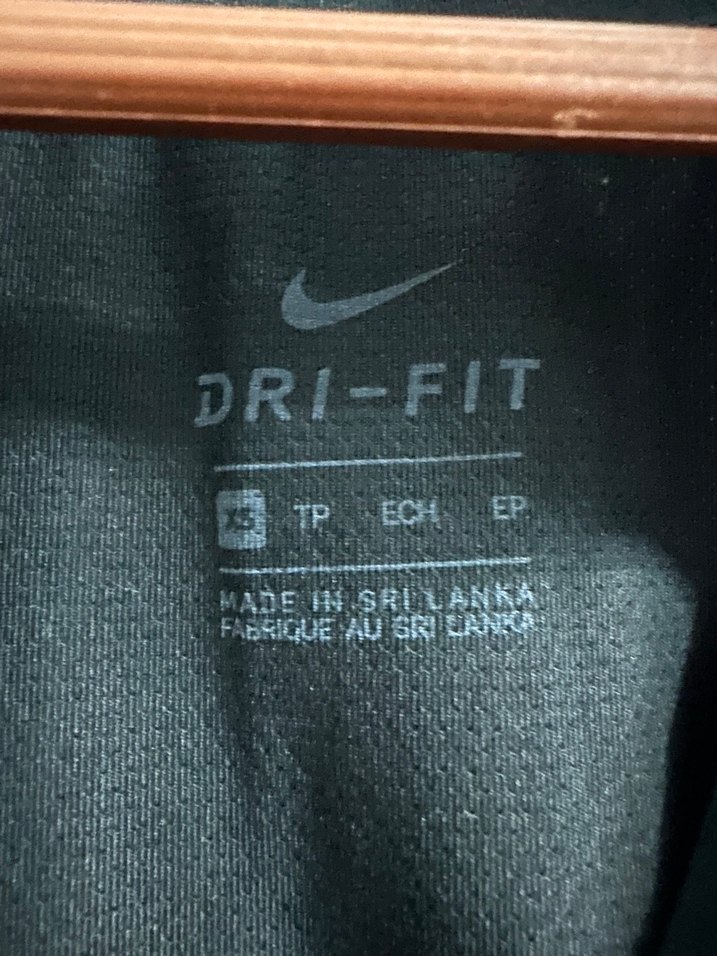 DRI-FIT
XS TP ECH EP
MADE IN SRI LANKA
FABRIQUE AU SRI LANKA